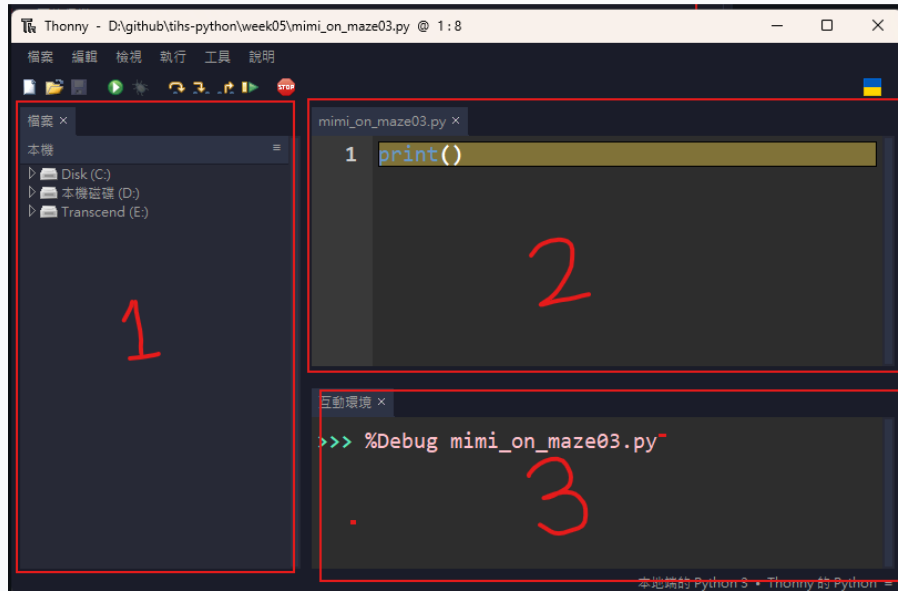 Thonny - D:\github\tihs-python\week05\mimi_on_maze03.py @ 1:8
檔案 編輯 檢視 執行 工具 說明
STOP
檔案 ×
本機
Disk (C:)
本機磁碟 (D:)
Transcend (E:)
1
mimi_on_maze03.py ×
1 print()
2
互動環境 ×
>>> %Debug mimi_on_maze03.py
3
本地端的 Python 3 • Thonny 的 Python ≡